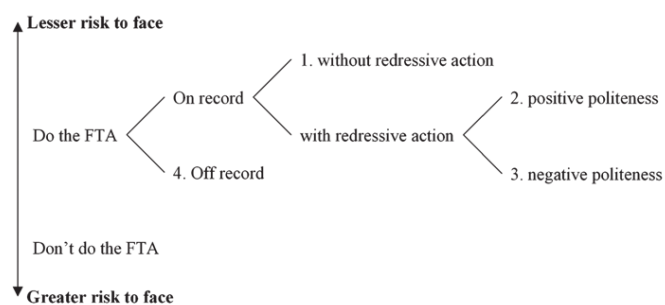 Lesser risk to face
1. without redressive action
On record
2. positive politeness
Do the FTA
with redressive action
4. Off record
3. negative politeness
Don't do the FTA
Greater risk to face